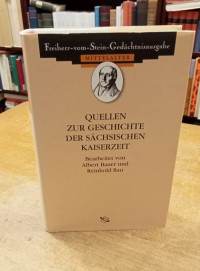 Freiherr-vom-Stein-Gedächtnisausgabe
MITTELALTER
QUELLEN
ZUR GESCHICHTE
DER SÄCHSISCHEN
KAISERZEIT
Bearbeitet von
Albert Bauer und
Reinhold Rau